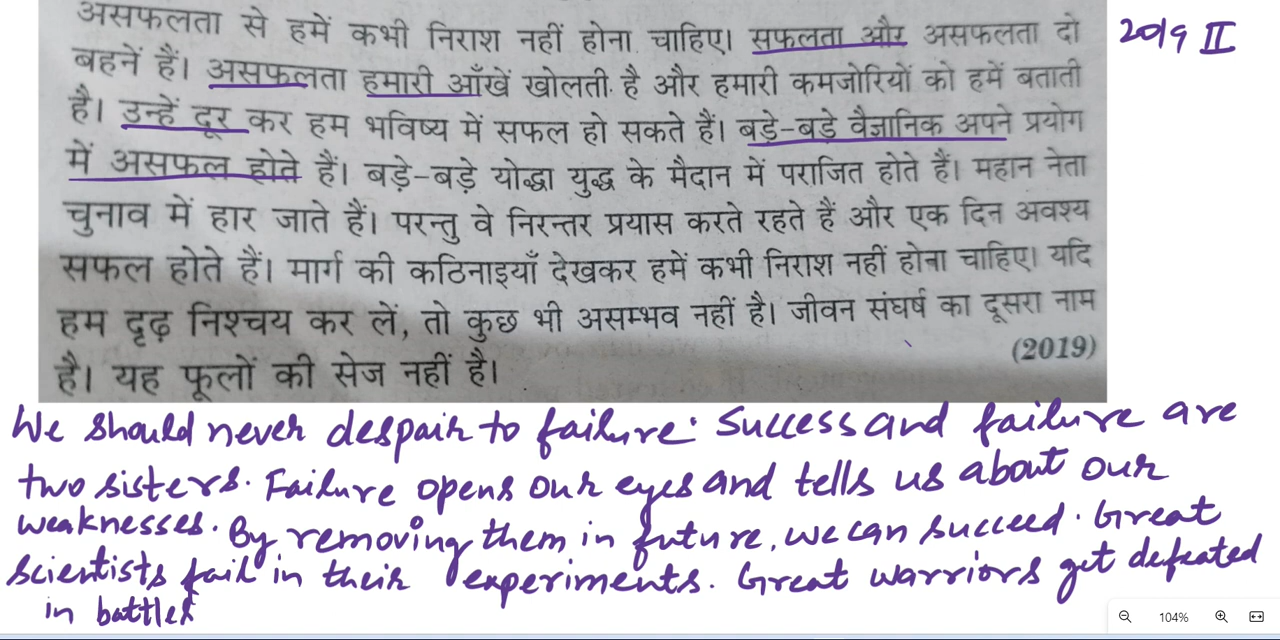 असफलता से हमें कभी निराश नहीं होना चाहिए। सफलता और असफलता दो
2019 II
बहनें हैं। असफलता हमारी आँखें खोलती है और हमारी कमजोरियों को हमें बताती
है। उन्हें दूर कर हम भविष्य में सफल हो सकते हैं। बड़े-बड़े वैज्ञानिक अपने प्रयोग
में असफल होते हैं। बड़े-बड़े योद्धा युद्ध के मैदान में पराजित होते हैं। महान नेता
चुनाव में हार जाते हैं। परन्तु वे निरन्तर प्रयास करते रहते हैं और एक दिन अवश्य
सफल होते हैं। मार्ग की कठिनाइयाँ देखकर हमें कभी निराश नहीं होना चाहिए। यदि
हम दृढ़ निश्चय कर लें, तो कुछ भी असम्भव नहीं है। जीवन संघर्ष का दूसरा नाम
है। यह फूलों की सेज नहीं है।
(2019)
We should never despair to failure. Success and failure are
two sisters. Failure opens our eyes and tells us about our
weaknesses. By removing them in future, we can succeed. Great
scientists fail in their experiments. Great warriors get defeated
in battles
104%